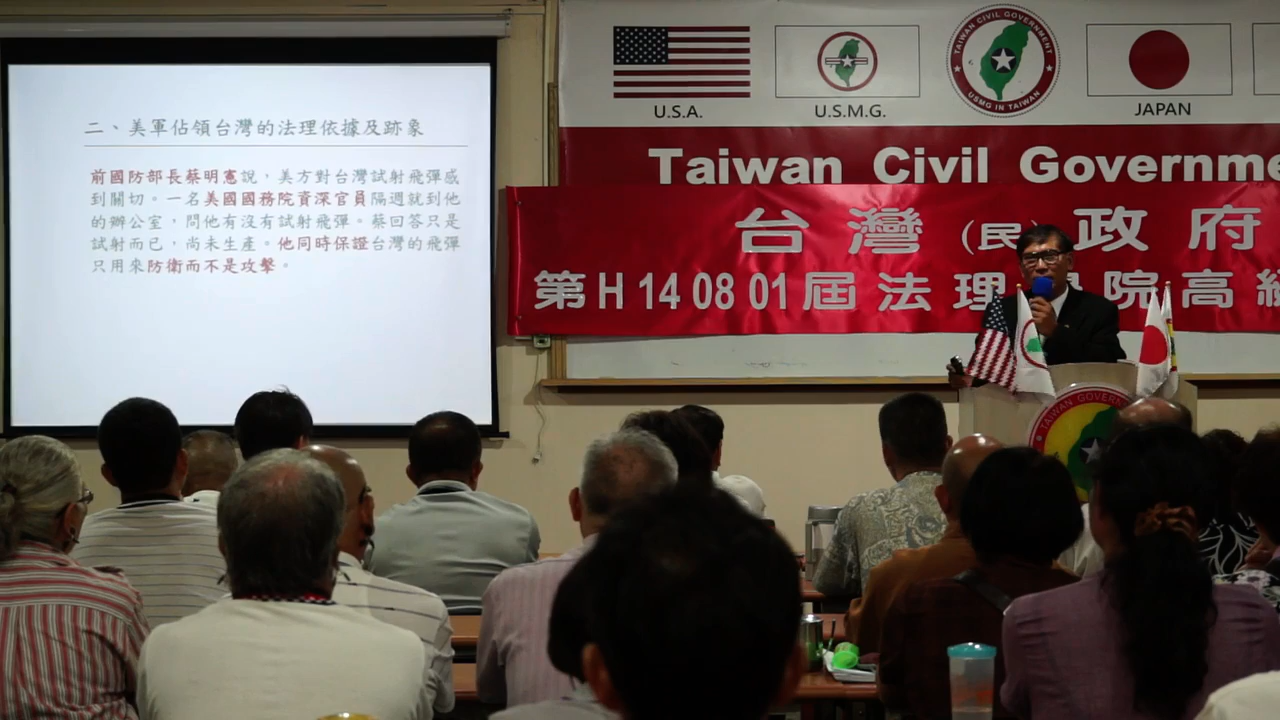 二、美軍佔領台灣的法理依據及跡象
前國防部長蔡明憲說，美方對台灣試射飛彈感
到關切。一名美國國務院資深官員隔週就到他
的辦公室，問他有沒有試射飛彈。蔡回答只是
試射而已，尚未生產。他同時保證台灣的飛彈
只用來防衛而不是攻擊。
TAIWAN CIVIL GOVERNMENT
USMG IN TAIWAN
U.S.A.
U.S.M.G.
JAPAN
Taiwan Civil Governme
台灣(民)政府
第H 14 08 01屆法理學院高
TAIWAN GOVERNM